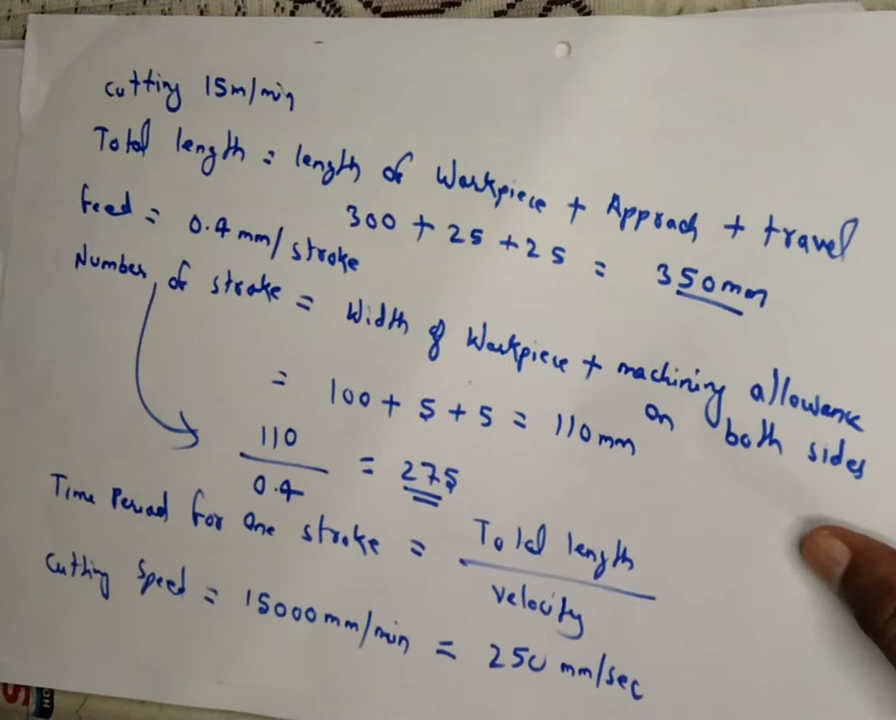 Cutting 15m/min
Total length = length of Workpiece + Approach + travel
300 + 25 + 25 = 350mm
feed = 0.4 mm/stroke
Number of stroke = Width of Workpiece + machining allowance on both sides
= 100 + 5 + 5 = 110mm
110
0.4
= 275
Time Period for One stroke = Total length
velocity
Cutting Speed = 15000mm/min = 250 mm/sec